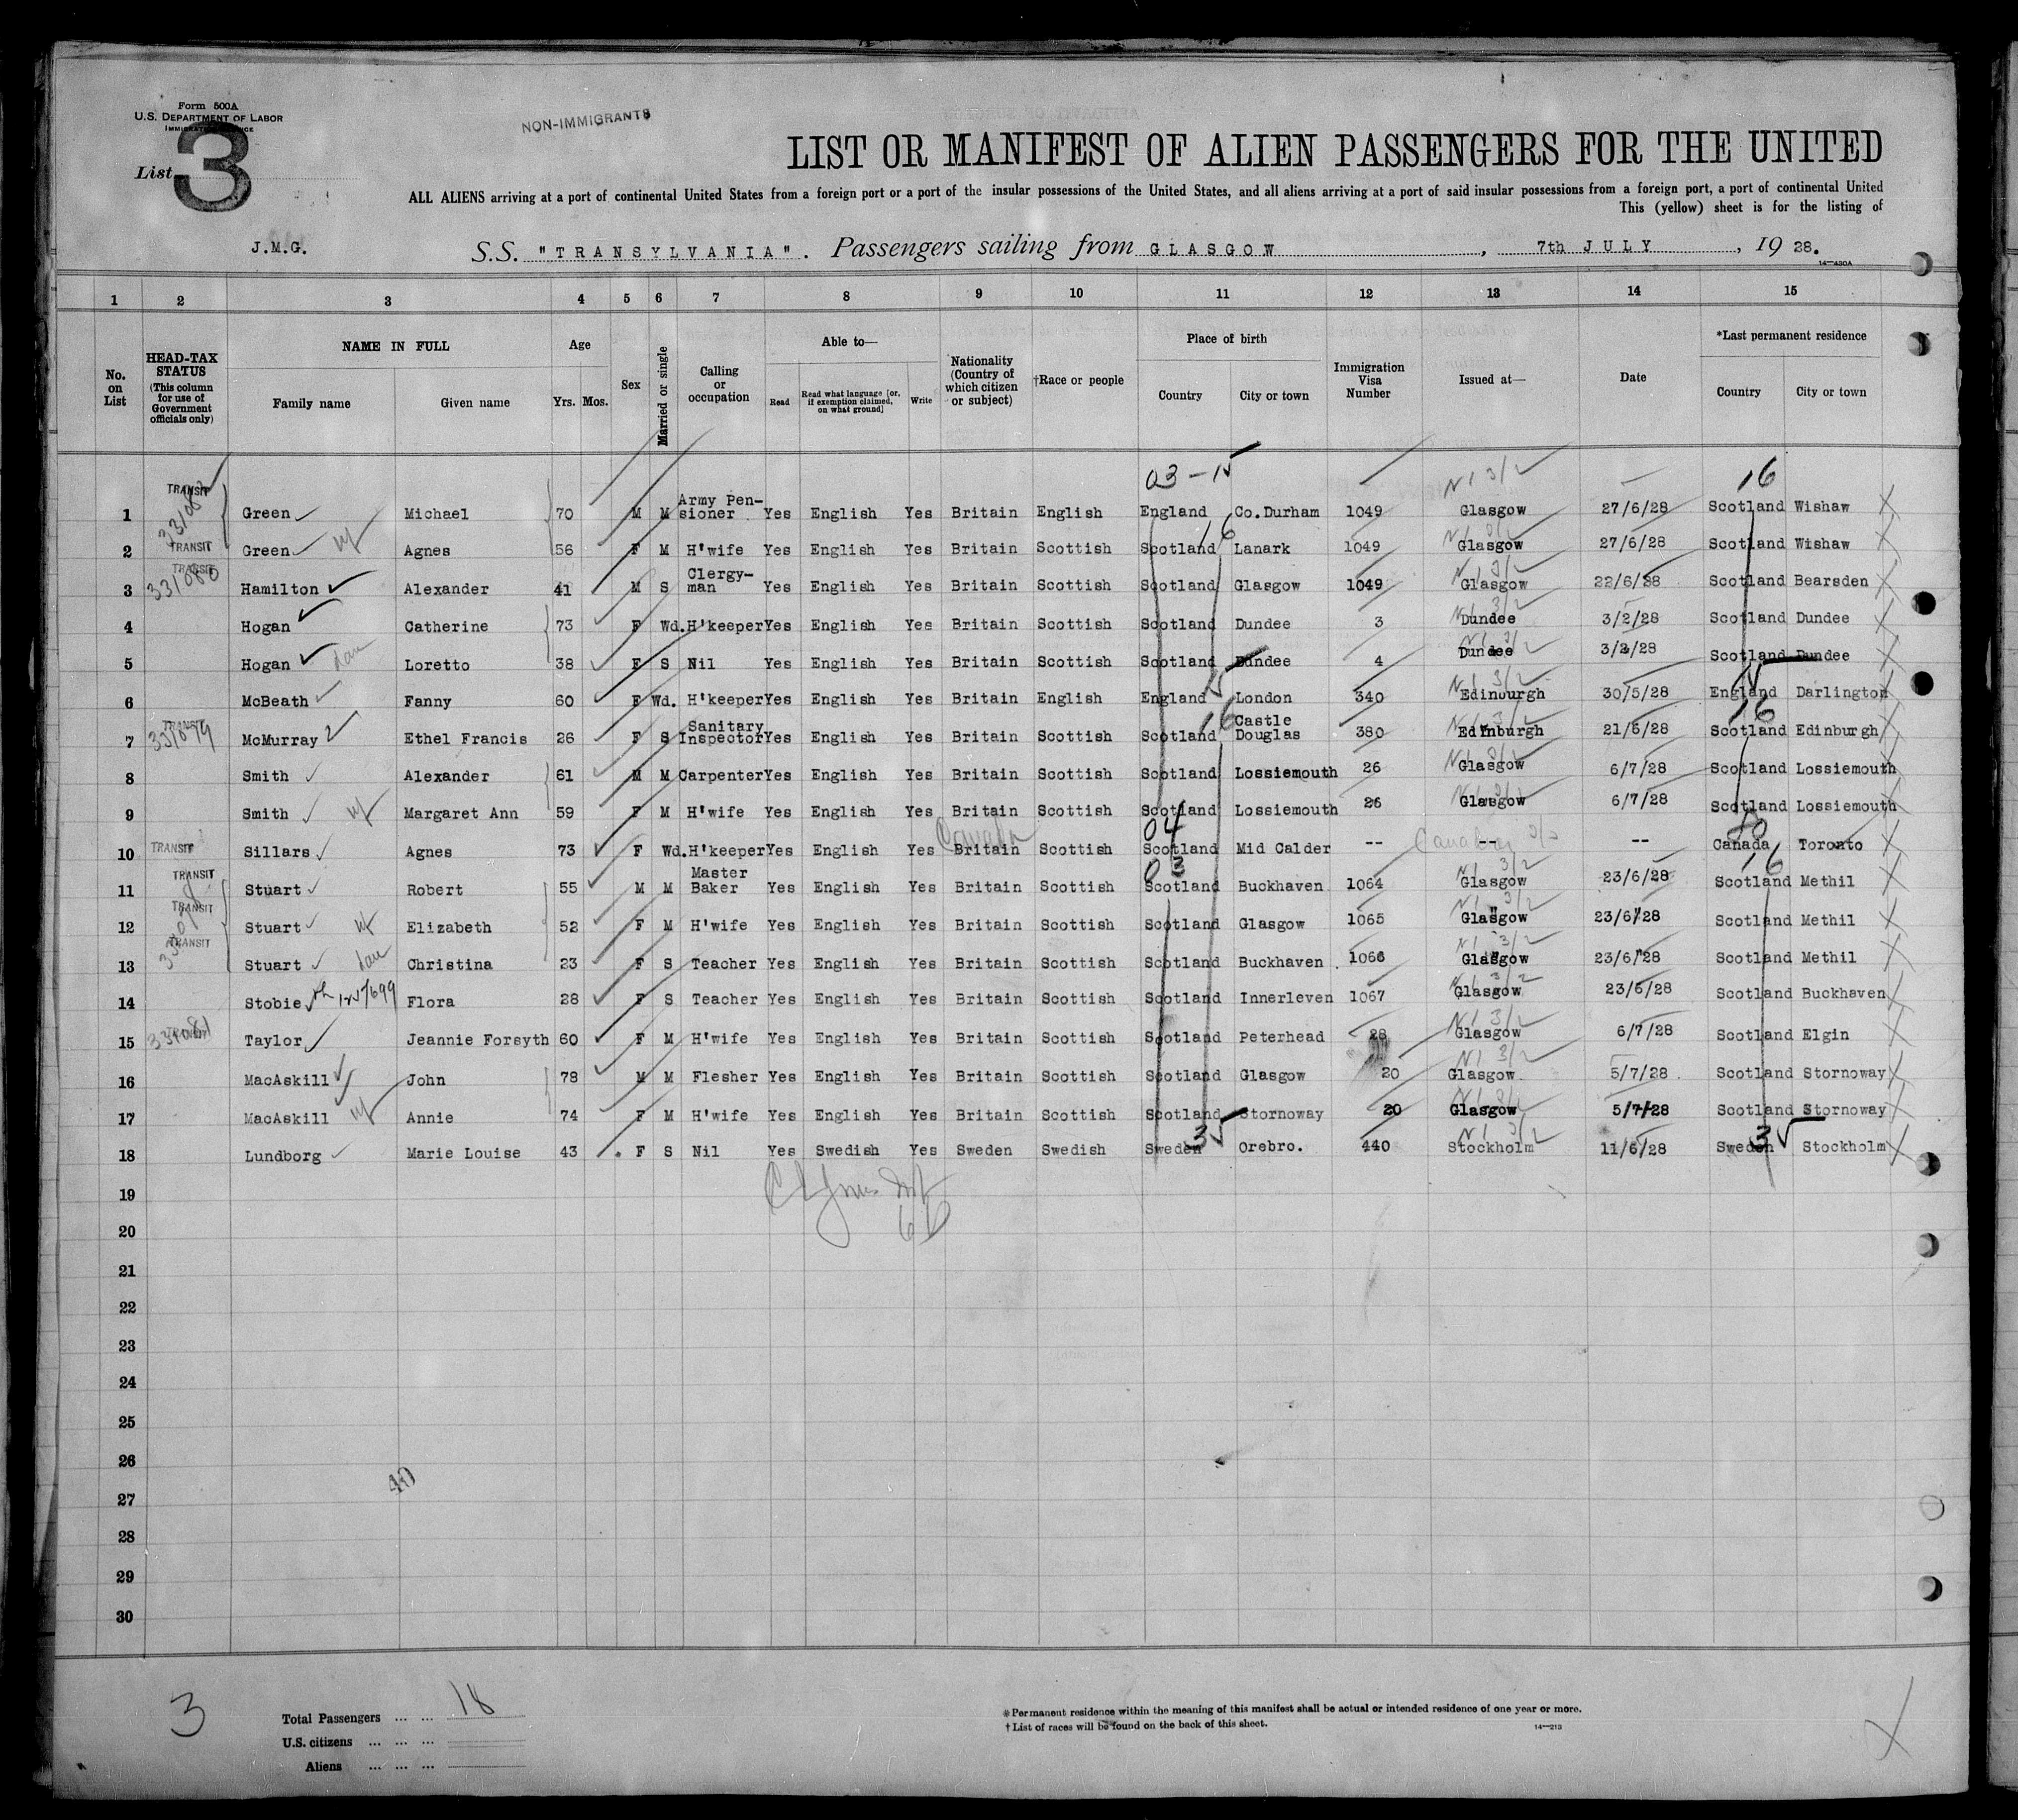 Form 500A
U.S. DEPARTMENT OF LABOR
NON-IMMIGRANTS
List 3
LIST OR MANIFEST OF ALIEN PASSENGERS FOR THE UNITED
ALL ALIENS arriving at a port of continental United States from a foreign port or a port of the insular possessions of the United States, and all aliens arriving at a port of said insular possessions from a foreign port, a port of continental United
This (yellow) sheet is for the listing of
J.M.G. S.S. "TRANSYLVANIA". Passengers sailing from GLASGOW, 7th JULY, 19 28.
14—430A
1 2 3 4 5 6 7 8 9 10 11 12 13 14 15
No. on List
HEAD-TAX STATUS (This column for use of Government officials only)
NAME IN FULL Family name Given name
Age Yrs. Mos.
Sex
Married or single
Calling or occupation
Able to— Read Read what language [or, if exemption claimed, on what ground] Write
Nationality (Country of which citizen or subject)
†Race or people
Place of birth Country City or town
Immigration Visa Number
Issued at—
Date
*Last permanent residence Country City or town
03-15 N1 3/2 16
1 TRANSIT Green Michael 70 M M Army Pensioner Yes English Yes Britain English England Co.Durham 1049 Glasgow 27/6/28 Scotland Wishaw
2 TRANSIT Green wf Agnes 56 F M H'wife Yes English Yes Britain Scottish Scotland 16 Lanark 1049 Glasgow 27/6/28 Scotland Wishaw
3 TRANSIT 331080 Hamilton Alexander 41 M S Clergy-man Yes English Yes Britain Scottish Scotland Glasgow 1049 Glasgow 22/6/28 Scotland Bearsden
4 Hogan Catherine 73 F Wd. H'keeper Yes English Yes Britain Scottish Scotland Dundee 3 Dundee 3/2/28 Scotland Dundee
5 Hogan dau Loretto 38 F S Nil Yes English Yes Britain Scottish Scotland Dundee 4 Dundee 3/2/28 Scotland Dundee
6 McBeath Fanny 60 F Wd. H'keeper Yes English Yes Britain English England London 340 Edinburgh 30/5/28 England Darlington
7 TRANSIT McMurray Ethel Francis 26 F S Sanitary Inspector Yes English Yes Britain Scottish Scotland 16 Castle Douglas 380 Edinburgh 21/6/28 Scotland 16 Edinburgh
8 Smith Alexander 61 M M Carpenter Yes English Yes Britain Scottish Scotland Lossiemouth 26 Glasgow 6/7/28 Scotland Lossiemouth
9 Smith wf Margaret Ann 59 F M H'wife Yes English Yes Britain Scottish Scotland Lossiemouth 26 Glasgow 6/7/28 Scotland Lossiemouth
10 TRANSIT Sillars Agnes 73 F Wd. H'keeper Yes English Yes Canada Britain Scottish 04 Scotland Mid Calder -- -- -- Canada Toronto
11 TRANSIT Stuart Robert 55 M M Master Baker Yes English Yes Britain Scottish 03 Scotland Buckhaven 1064 Glasgow 23/6/28 Scotland 16 Methil
12 TRANSIT Stuart wf Elizabeth 52 F M H'wife Yes English Yes Britain Scottish Scotland Glasgow 1065 Glasgow 23/6/28 Scotland Methil
13 TRANSIT Stuart dau Christina 23 F S Teacher Yes English Yes Britain Scottish Scotland Buckhaven 1066 Glasgow 23/6/28 Scotland Methil
14 Stobie Flora 28 F S Teacher Yes English Yes Britain Scottish Scotland Innerleven 1067 Glasgow 23/6/28 Scotland Buckhaven
15 Taylor Jeannie Forsyth 60 F M H'wife Yes English Yes Britain Scottish Scotland Peterhead 28 Glasgow 6/7/28 Scotland Elgin
16 MacAskill John 78 M M Flesher Yes English Yes Britain Scottish Scotland Glasgow 20 Glasgow 5/7/28 Scotland Stornoway
17 MacAskill wf Annie 74 F M H'wife Yes English Yes Britain Scottish Scotland Stornoway 20 Glasgow 5/7/28 Scotland Stornoway
18 Lundborg Marie Louise 43 F S Nil Yes Swedish Yes Sweden Swedish Sweden Orebro. 440 Stockholm 11/6/28 Sweden Stockholm
19
20
21
22
23
24
25
26
27
28
29
30
3
Total Passengers ... ... 18
U.S. citizens ... ... ...
Aliens ... ... ...
*Permanent residence within the meaning of this manifest shall be actual or intended residence of one year or more.
†List of races will be found on the back of this sheet.
14—213